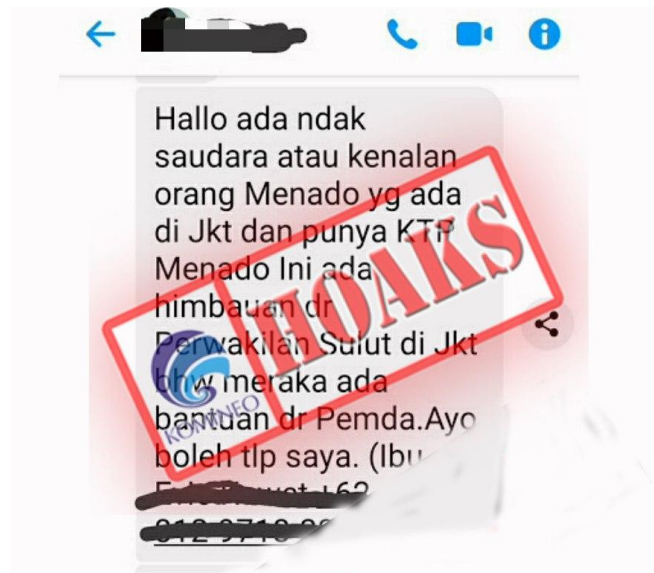 Hallo ada ndak
saudara atau kenalan
orang Menado yg ada
di Jkt dan punya KTP
Menado Ini ada
himbauan dr
Perwakilan Sulut di Jkt
bhw meraka ada
bantuan dr Pemda.Ayo
boleh tlp saya. (Ibu
+62
HOAKS
KOMINFO